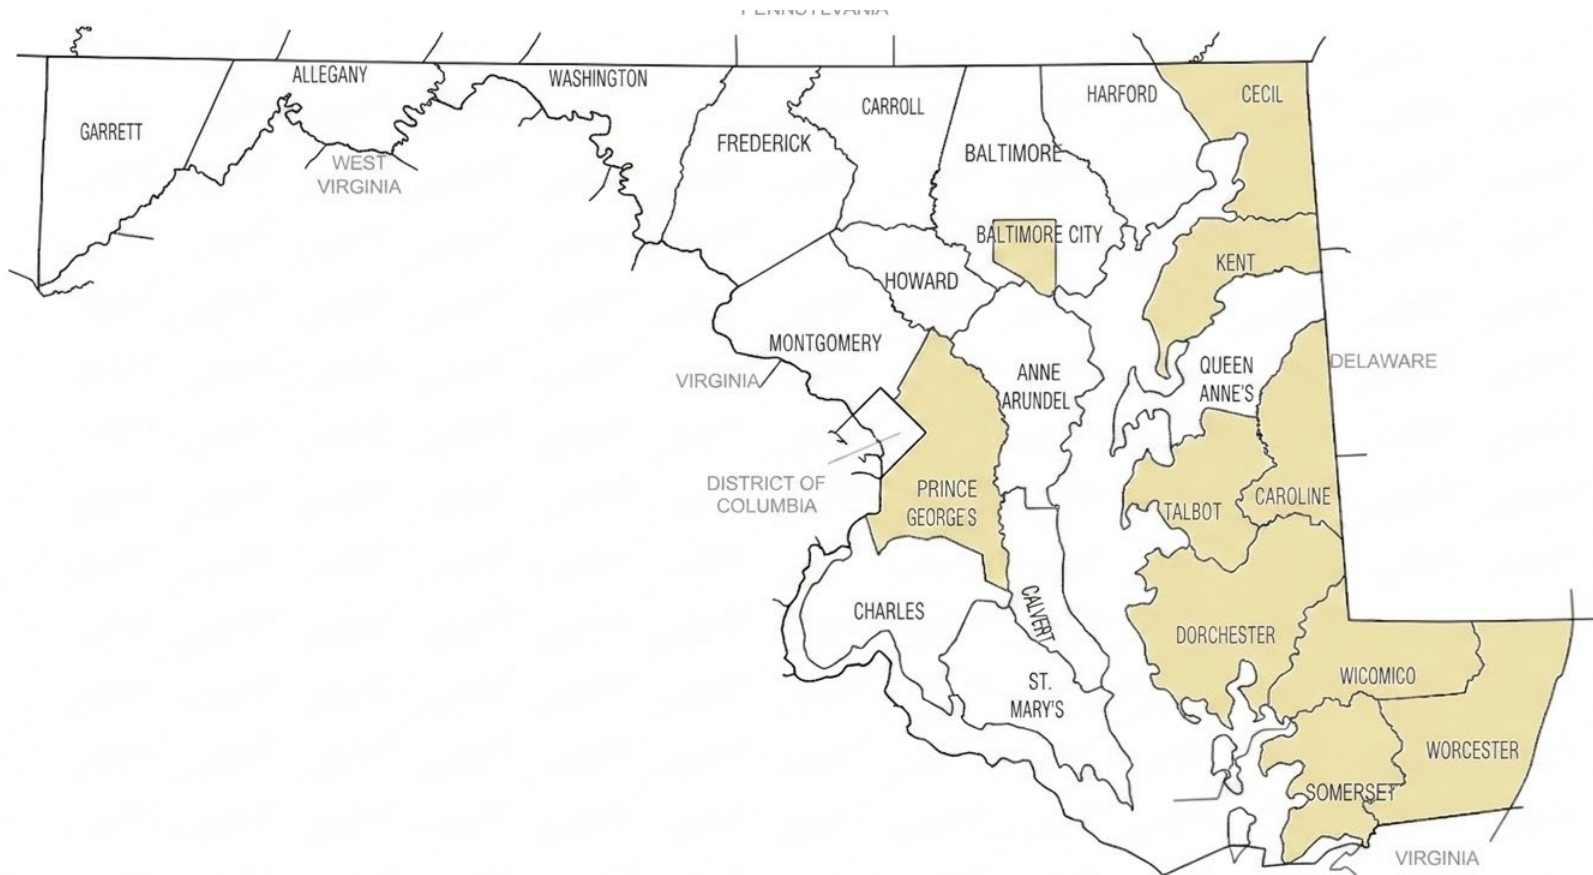 PENNSYLVANIA
ALLEGANY
WASHINGTON
GARRETT
WEST
VIRGINIA
FREDERICK
CARROLL
BALTIMORE
HARFORD
CECIL
BALTIMORE CITY
KENT
HOWARD
MONTGOMERY
VIRGINIA
ANNE
ARUNDEL
QUEEN
ANNE'S
DELAWARE
DISTRICT OF
COLUMBIA
PRINCE
GEORGE'S
TALBOT
CAROLINE
CHARLES
CALVERT
DORCHESTER
ST.
MARY'S
WICOMICO
WORCESTER
SOMERSET
VIRGINIA